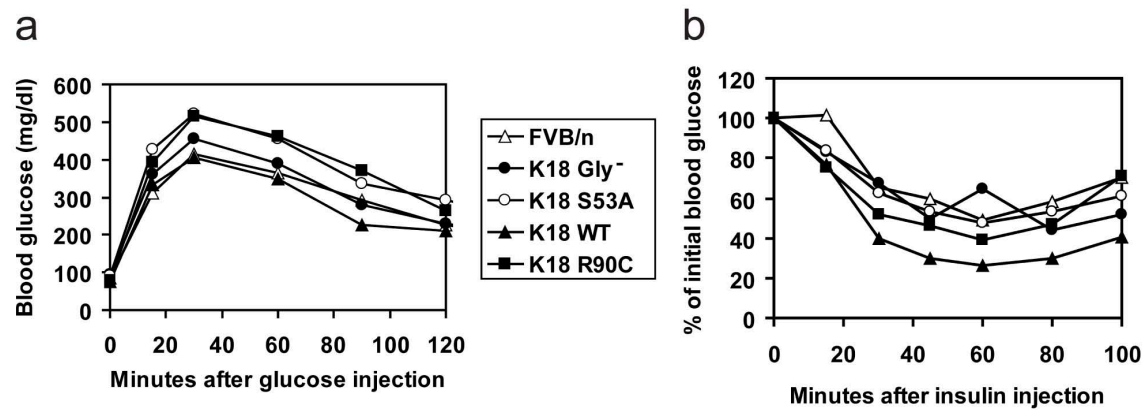 a
Blood glucose (mg/dl)
600
500
400
300
200
100
0
0 20 40 60 80 100 120
Minutes after glucose injection
FVB/n
K18 Gly⁻
K18 S53A
K18 WT
K18 R90C
b
% of initial blood glucose
120
100
80
60
40
20
0
0 20 40 60 80 100
Minutes after insulin injection